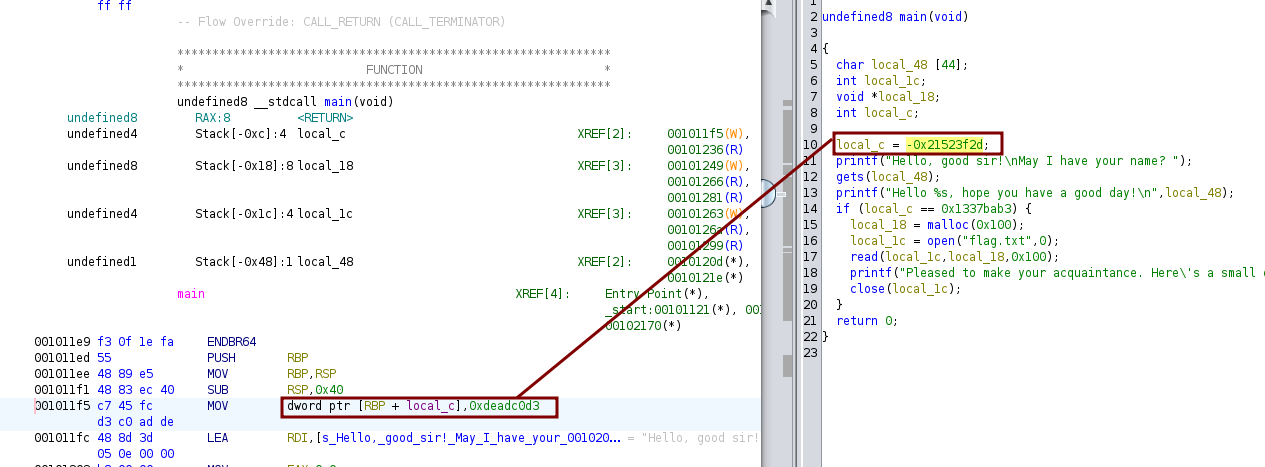 ff ff
-- Flow Override: CALL_RETURN (CALL_TERMINATOR)
*************************************************************
* FUNCTION *
*************************************************************
undefined8 __stdcall main(void)
undefined8 RAX:8 <RETURN>
undefined4 Stack[-0xc]:4 local_c XREF[2]: 001011f5(W),
00101236(R)
undefined8 Stack[-0x18]:8 local_18 XREF[3]: 00101249(W),
00101266(R),
00101281(R)
undefined4 Stack[-0x1c]:4 local_1c XREF[3]: 00101263(W),
0010126a(R),
00101299(R)
undefined1 Stack[-0x48]:1 local_48 XREF[2]: 0010120d(*),
0010121e(*)
main XREF[4]: Entry Point(*),
_start:00101121(*), 00
00102170(*)
001011e9 f3 0f 1e fa ENDBR64
001011ed 55 PUSH RBP
001011ee 48 89 e5 MOV RBP,RSP
001011f1 48 83 ec 40 SUB RSP,0x40
001011f5 c7 45 fc MOV dword ptr [RBP + local_c],0xdeadc0d3
d3 c0 ad de
001011fc 48 8d 3d LEA RDI,[s_Hello,_good_sir!_May_I_have_your_001020... = "Hello, good sir!
05 0e 00 00
1
2 undefined8 main(void)
3
4 {
5 char local_48 [44];
6 int local_1c;
7 void *local_18;
8 int local_c;
9
10 local_c = -0x21523f2d;
11 printf("Hello, good sir!\nMay I have your name? ");
12 gets(local_48);
13 printf("Hello %s, hope you have a good day!\n",local_48);
14 if (local_c == 0x1337bab3) {
15 local_18 = malloc(0x100);
16 local_1c = open("flag.txt",0);
17 read(local_1c,local_18,0x100);
18 printf("Pleased to make your acquaintance. Here\'s a small
19 close(local_1c);
20 }
21 return 0;
22 }
23